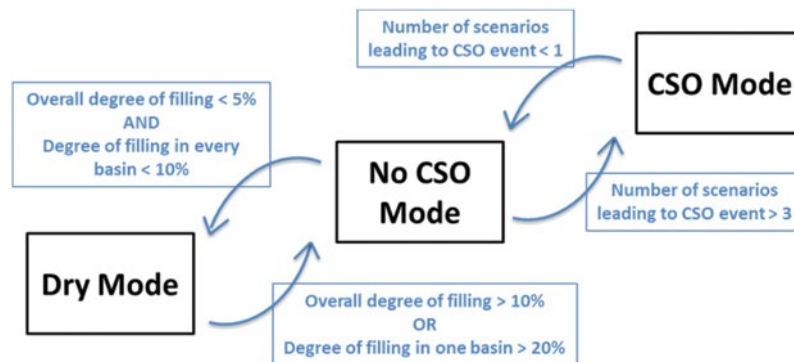 Number of scenarios
leading to CSO event < 1
CSO Mode
Overall degree of filling < 5%
AND
Degree of filling in every
basin < 10%
No CSO
Mode
Number of scenarios
leading to CSO event > 3
Dry Mode
Overall degree of filling > 10%
OR
Degree of filling in one basin > 20%